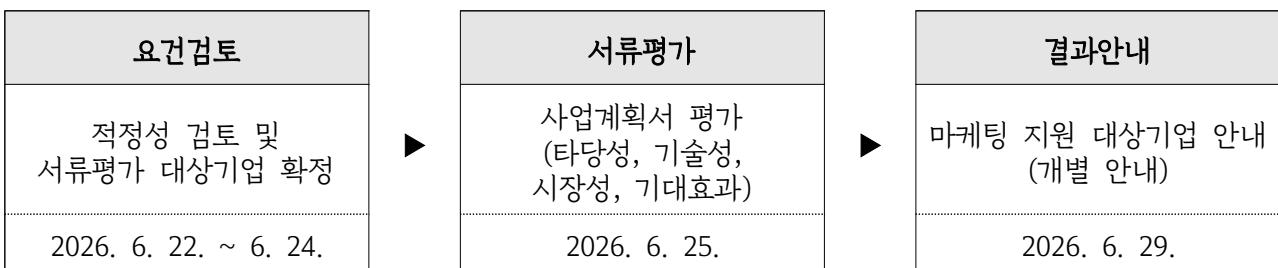 요건검토
적정성 검토 및
서류평가 대상기업 확정
2026. 6. 22. ~ 6. 24.
▶
서류평가
사업계획서 평가
(타당성, 기술성,
시장성, 기대효과)
2026. 6. 25.
▶
결과안내
마케팅 지원 대상기업 안내
(개별 안내)
2026. 6. 29.